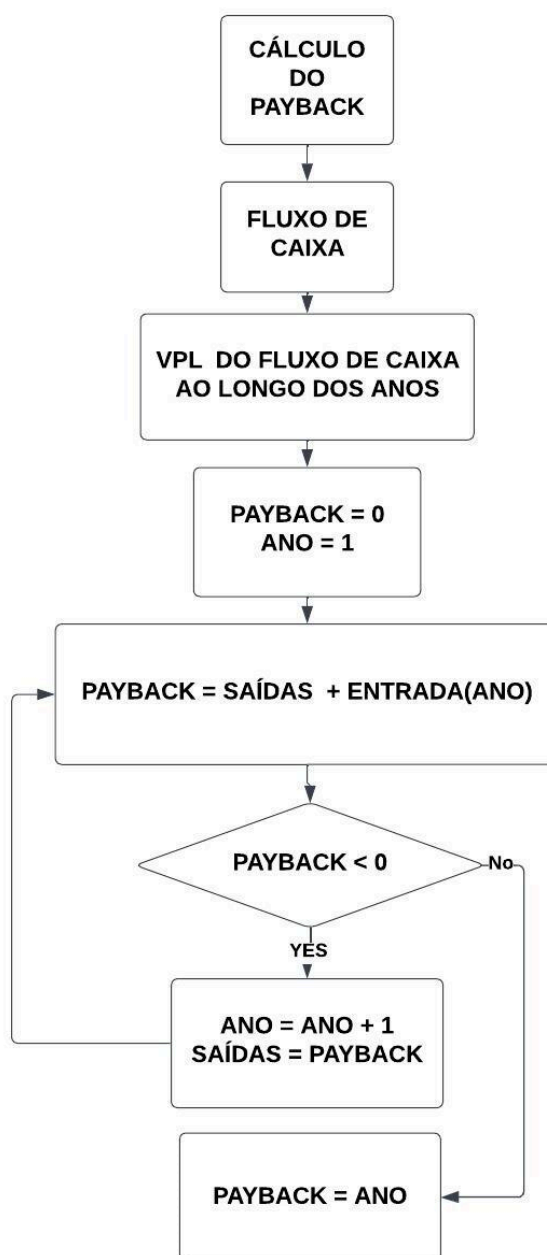 CÁLCULO
DO
PAYBACK
FLUXO DE
CAIXA
VPL DO FLUXO DE CAIXA
AO LONGO DOS ANOS
PAYBACK = 0
ANO = 1
PAYBACK = SAÍDAS + ENTRADA(ANO)
PAYBACK < 0
No
YES
ANO = ANO + 1
SAÍDAS = PAYBACK
PAYBACK = ANO